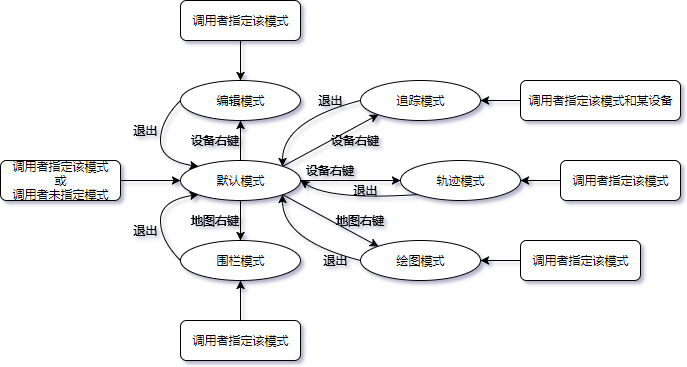 调用者指定该模式
编辑模式
追踪模式
调用者指定该模式和某设备
退出
退出
设备右键
设备右键
调用者指定该模式
或
调用者未指定模式
默认模式
设备右键
退出
轨迹模式
调用者指定该模式
退出
地图右键
地图右键
围栏模式
退出
绘图模式
调用者指定该模式
调用者指定该模式